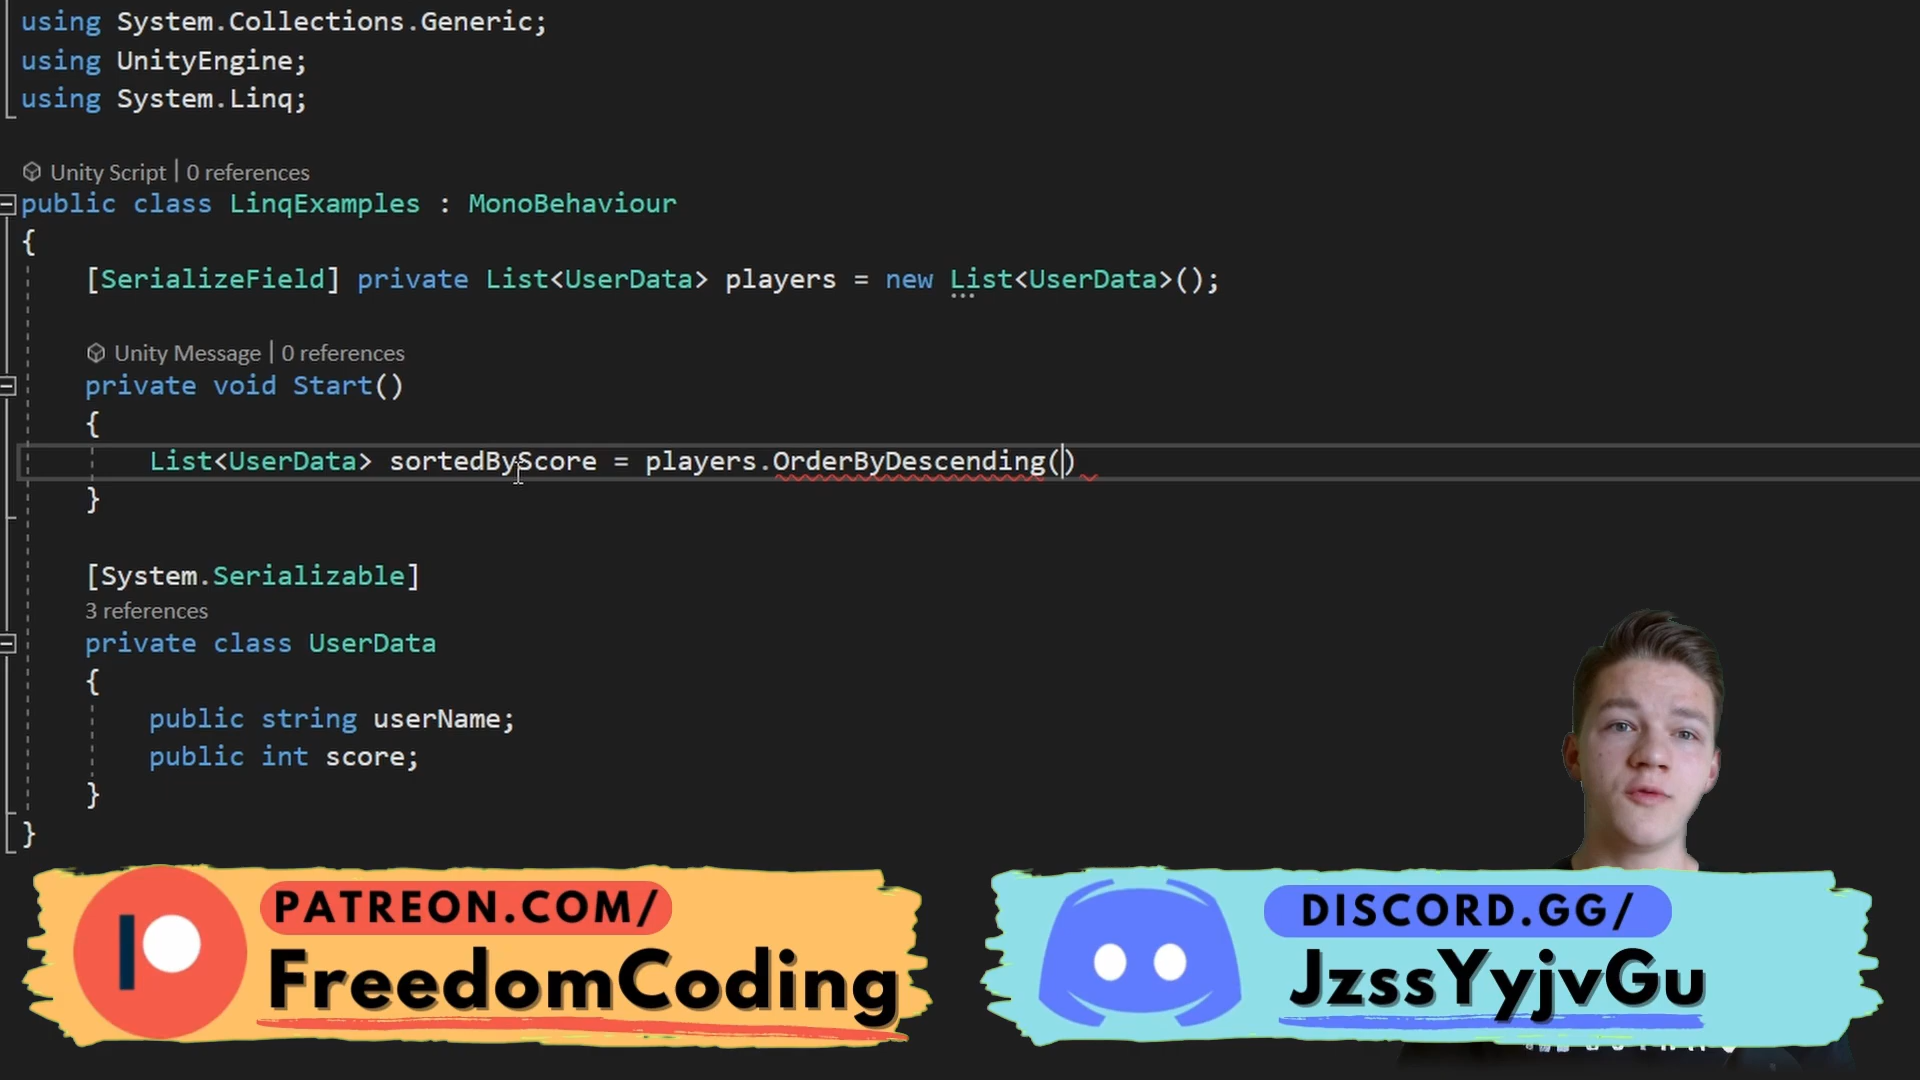 using System.Collections.Generic;
using UnityEngine;
using System.Linq;
Unity Script | 0 references
public class LinqExamples : MonoBehaviour
{
[SerializeField] private List<UserData> players = new List<UserData>();
Unity Message | 0 references
private void Start()
{
List<UserData> sortedByScore = players.OrderByDescending()
}
[System.Serializable]
3 references
private class UserData
{
public string userName;
public int score;
}
}
PATREON.COM/
FreedomCoding
DISCORD.GG/
JzssYyjvGu